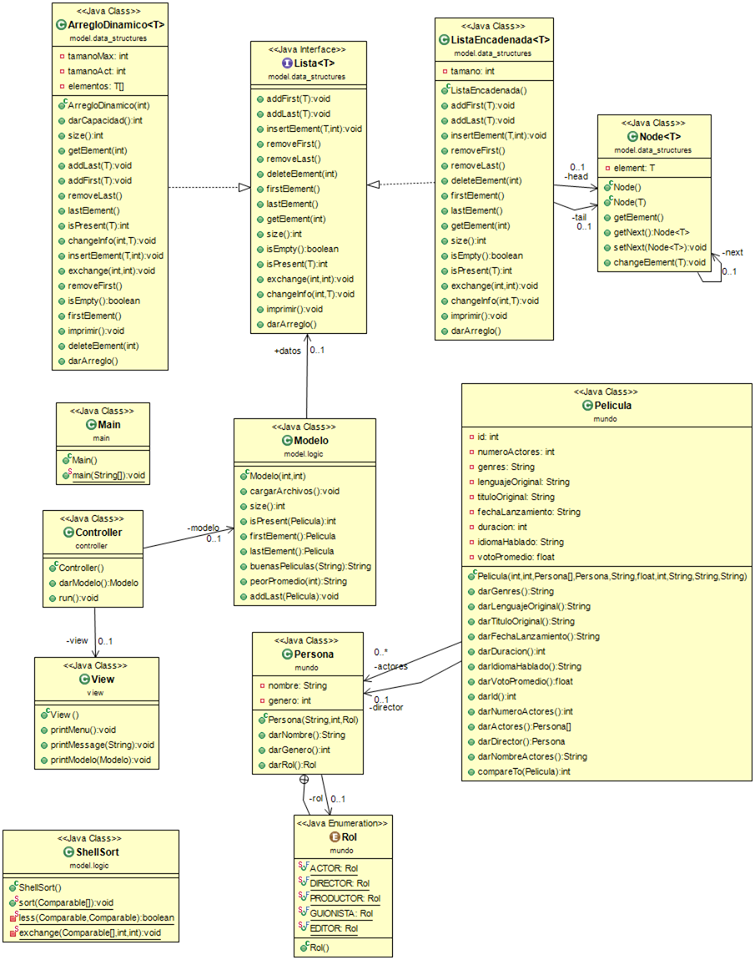 <<Java Class>>
ArregloDinamico<T>
model.data_structures
tamanoMax: int
tamanoAct: int
elementos: T[]
ArregloDinamico(int)
darCapacidad():int
size():int
getElement(int)
addLast(T):void
addFirst(T):void
removeLast()
lastElement()
isPresent(T):int
changeInfo(int,T):void
insertElement(T,int):void
exchange(int,int):void
removeFirst()
isEmpty():boolean
firstElement()
imprimir():void
deleteElement(int)
darArreglo()
<<Java Interface>>
Lista<T>
model.data_structures
addFirst(T):void
addLast(T):void
insertElement(T,int):void
removeFirst()
removeLast()
deleteElement(int)
firstElement()
lastElement()
getElement(int)
size():int
isEmpty():boolean
isPresent(T):int
exchange(int,int):void
changeInfo(int,T):void
imprimir():void
darArreglo()
<<Java Class>>
ListaEncadenada<T>
model.data_structures
tamano: int
ListaEncadenada()
addFirst(T):void
addLast(T):void
insertElement(T,int):void
removeFirst()
removeLast()
deleteElement(int)
firstElement()
lastElement()
getElement(int)
size():int
isEmpty():boolean
isPresent(T):int
exchange(int,int):void
changeInfo(int,T):void
imprimir():void
darArreglo()
0..1
-head
-tail
0..1
<<Java Class>>
Node<T>
model.data_structures
element: T
Node()
Node(T)
getElement()
getNext():Node<T>
setNext(Node<T>):void
changeElement(T):void
-next
0..1
+datos 0..1
<<Java Class>>
Main
main
Main()
main(String[]):void
<<Java Class>>
Modelo
model.logic
Modelo(int,int)
cargarArchivos():void
size():int
isPresent(Pelicula):int
firstElement():Pelicula
lastElement():Pelicula
buenasPeliculas(String):String
peorPromedio(int):String
addLast(Pelicula):void
<<Java Class>>
Pelicula
mundo
id: int
numeroActores: int
genres: String
lenguajeOriginal: String
tituloOriginal: String
fechaLanzamiento: String
duracion: int
idiomaHablado: String
votoPromedio: float
Pelicula(int,int,Persona[],Persona,String,float,int,String,String,String)
darGenres():String
darLenguajeOriginal():String
darTituloOriginal():String
darFechaLanzamiento():String
darDuracion():int
darIdiomaHablado():String
darVotoPromedio():float
darId():int
darNumeroActores():int
darActores():Persona[]
darDirector():Persona
darNombreActores():String
compareTo(Pelicula):int
<<Java Class>>
Controller
controller
Controller()
darModelo():Modelo
run():void
-modelo
0..1
-view 0..1
<<Java Class>>
View
view
View()
printMenu():void
printMessage(String):void
printModelo(Modelo):void
<<Java Class>>
Persona
mundo
nombre: String
genero: int
Persona(String,int,Rol)
darNombre():String
darGenero():int
darRol():Rol
0..*
-actores
0..1
-director
-rol 0..1
<<Java Enumeration>>
Rol
mundo
ACTOR: Rol
DIRECTOR: Rol
PRODUCTOR: Rol
GUIONISTA: Rol
EDITOR: Rol
Rol()
<<Java Class>>
ShellSort
model.logic
ShellSort()
sort(Comparable[]):void
less(Comparable,Comparable):boolean
exchange(Comparable[],int,int):void